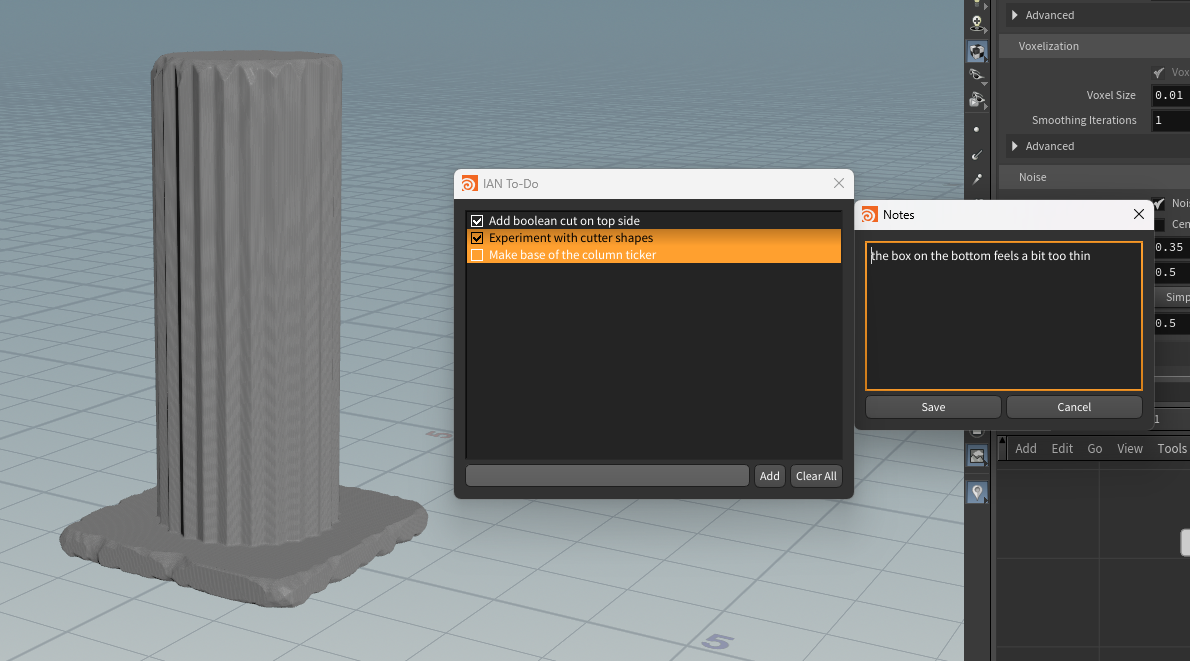 Advanced
Voxelization
Vox
Voxel Size 0.01
Smoothing Iterations 1
Advanced
Noise
Noi
Cen
0.35
0.5
Simp
0.5
1
IAN To-Do
Add boolean cut on top side
Experiment with cutter shapes
Make base of the column ticker
Add Clear All
Notes
the box on the bottom feels a bit too thin
Save Cancel
Add Edit Go View Tools
5
5